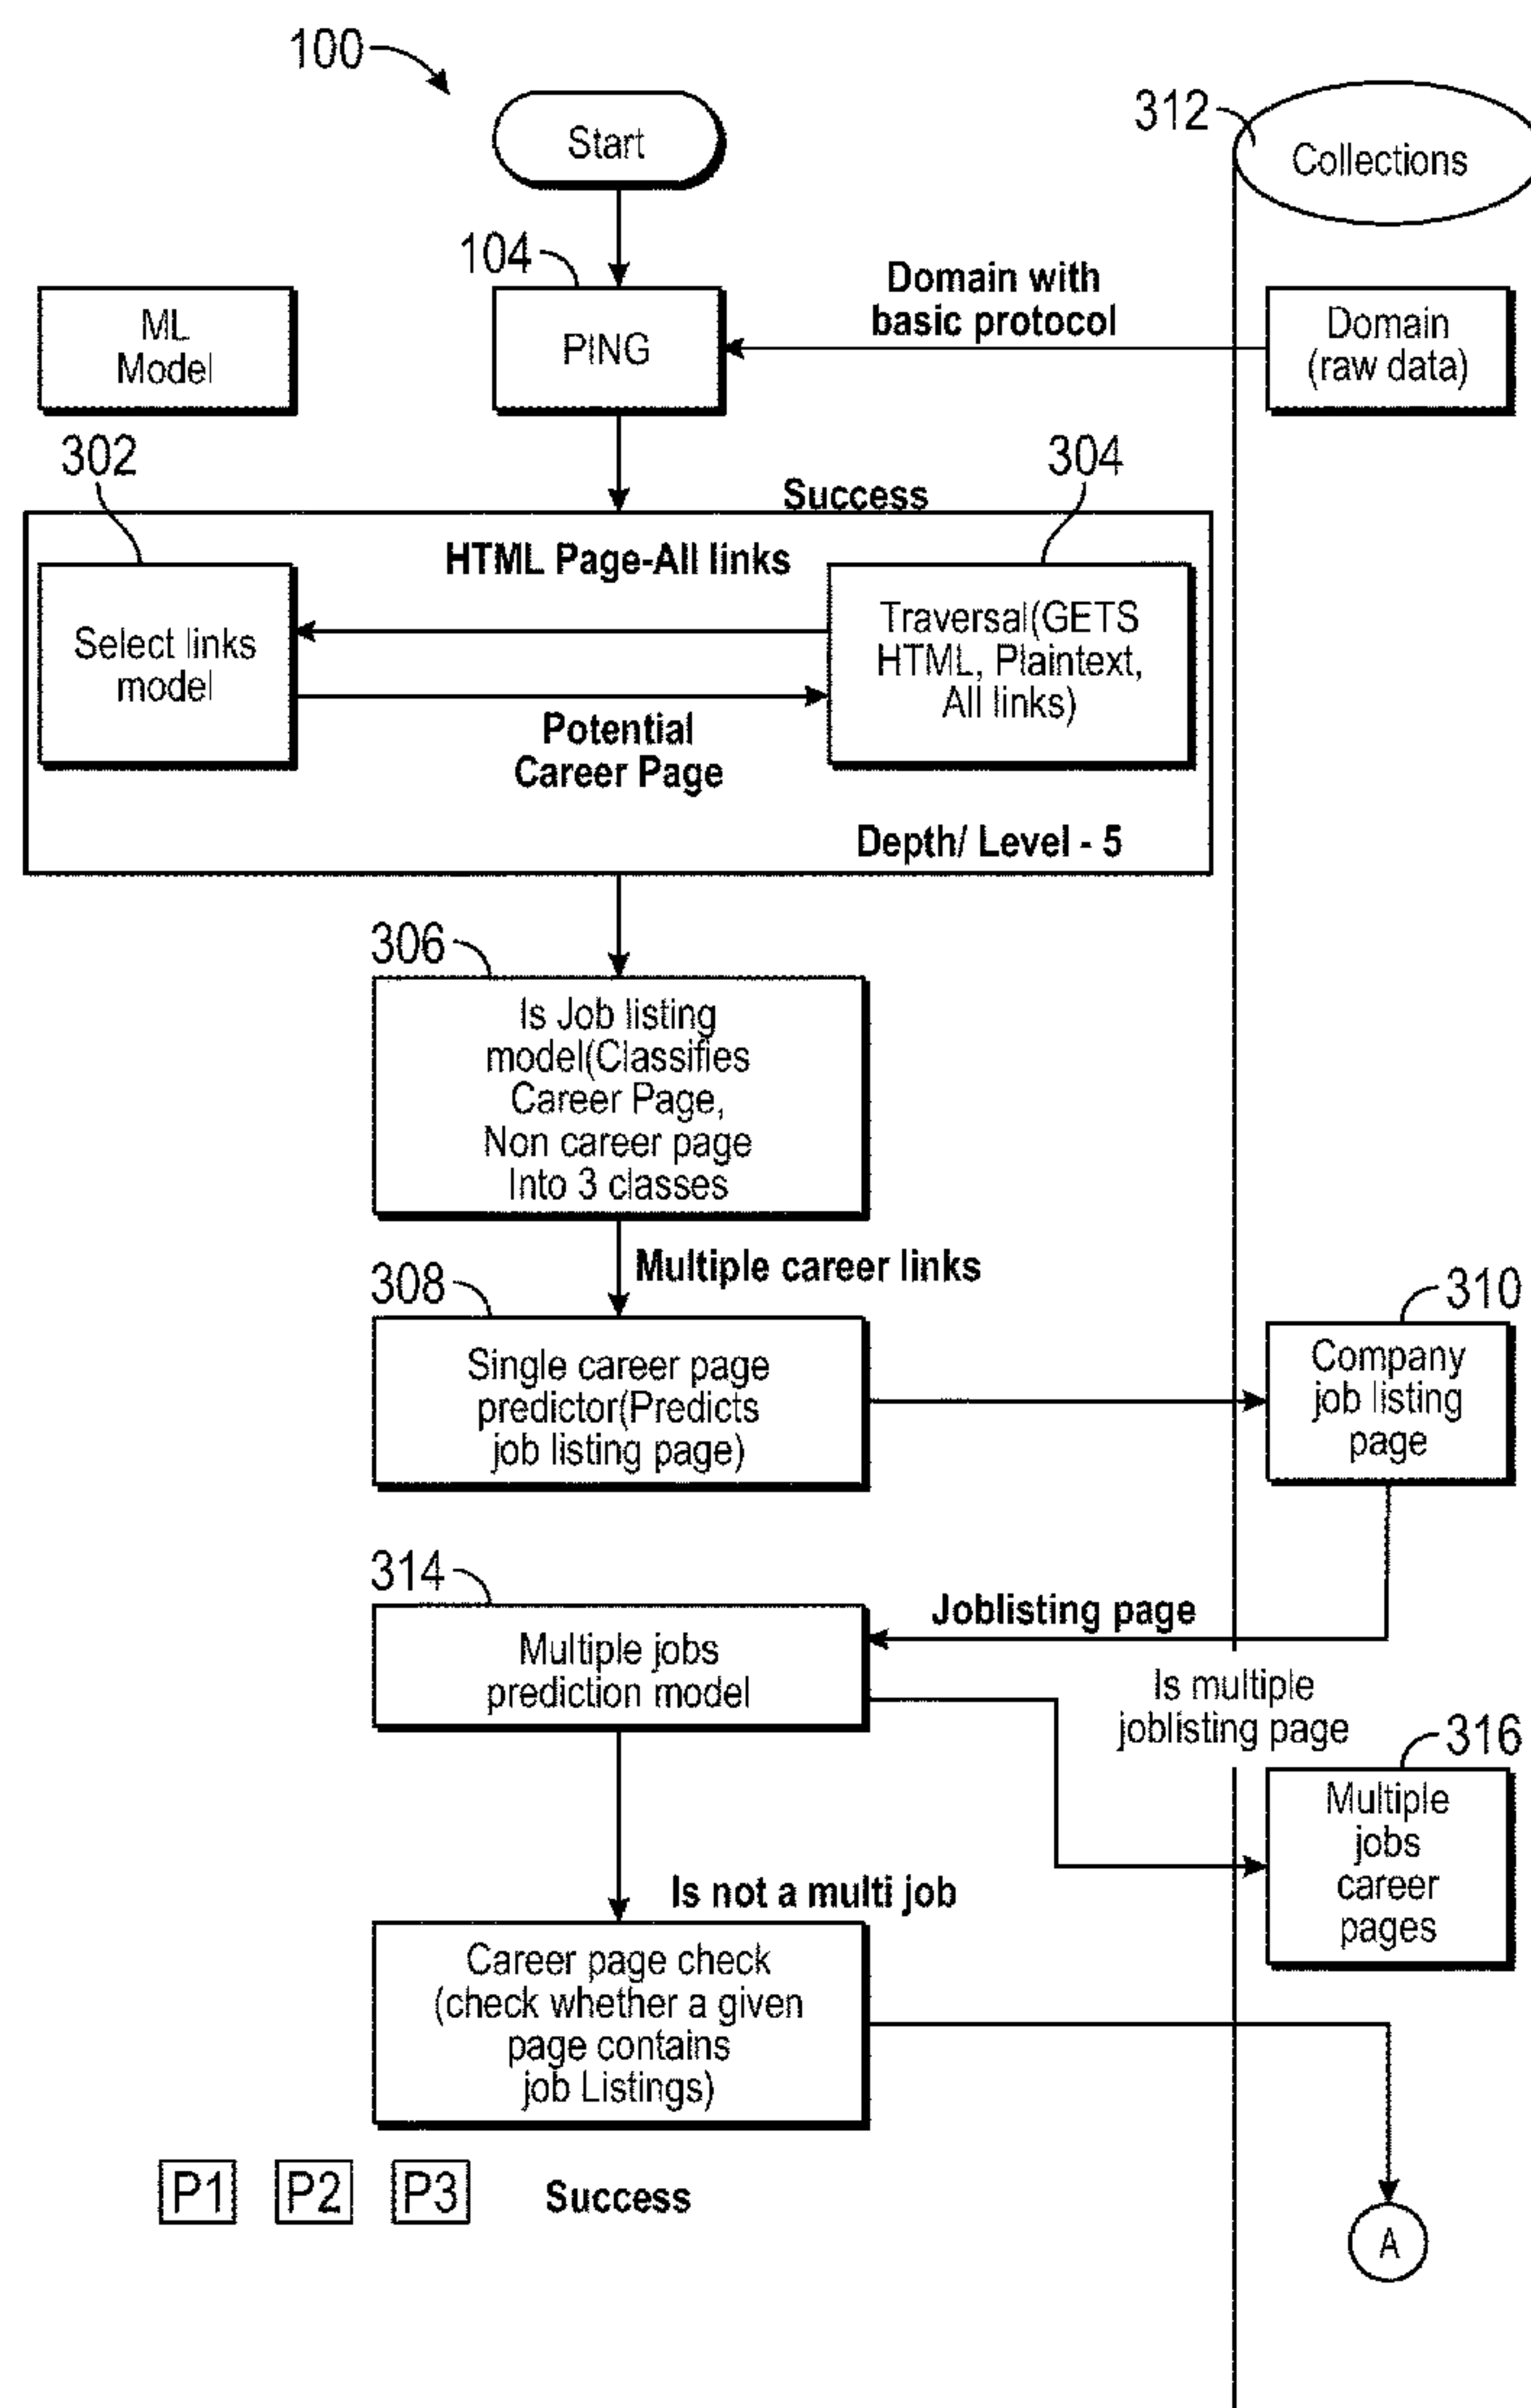 100
Start
312
Collections
104
PING
Domain with
basic protocol
Domain
(raw data)
ML
Model
302
304
Success
HTML Page-All links
Select links
model
Traversal(GETS
HTML, Plaintext,
All links)
Potential
Career Page
Depth/ Level - 5
306
Is Job listing
model(Classifies
Career Page,
Non career page
Into 3 classes
Multiple career links
308
Single career page
predictor(Predicts
job listing page)
310
Company
job listing
page
314
Multiple jobs
prediction model
Joblisting page
Is multiple
joblisting page
316
Multiple
jobs
career
pages
Is not a multi job
Career page check
(check whether a given
page contains
job Listings)
P1 P2 P3 Success
A